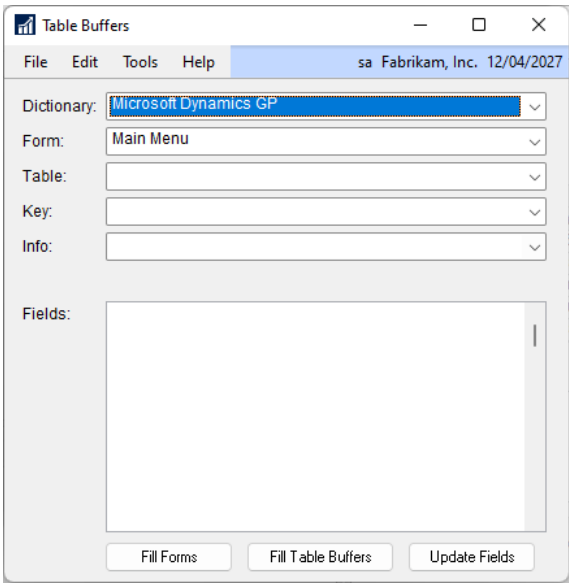 Table Buffers
File Edit Tools Help sa Fabrikam, Inc. 12/04/2027
Dictionary: Microsoft Dynamics GP
Form: Main Menu
Table:
Key:
Info:
Fields:
Fill Forms Fill Table Buffers Update Fields